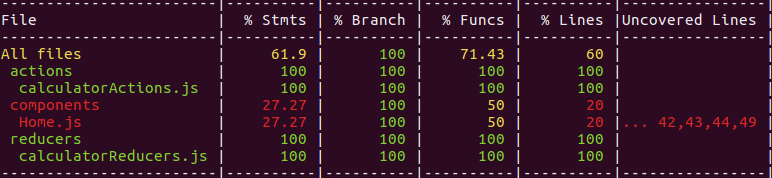 -------------------------|----------|----------|----------|----------|----------------|
File                     |  % Stmts | % Branch |  % Funcs |  % Lines |Uncovered Lines |
-------------------------|----------|----------|----------|----------|----------------|
All files                |     61.9 |      100 |    71.43 |       60 |                |
 actions                 |      100 |      100 |      100 |      100 |                |
  calculatorActions.js   |      100 |      100 |      100 |      100 |                |
 components              |    27.27 |      100 |       50 |       20 |                |
  Home.js                |    27.27 |      100 |       50 |       20 |... 42,43,44,49 |
 reducers                |      100 |      100 |      100 |      100 |                |
  calculatorReducers.js  |      100 |      100 |      100 |      100 |                |
-------------------------|----------|----------|----------|----------|----------------|